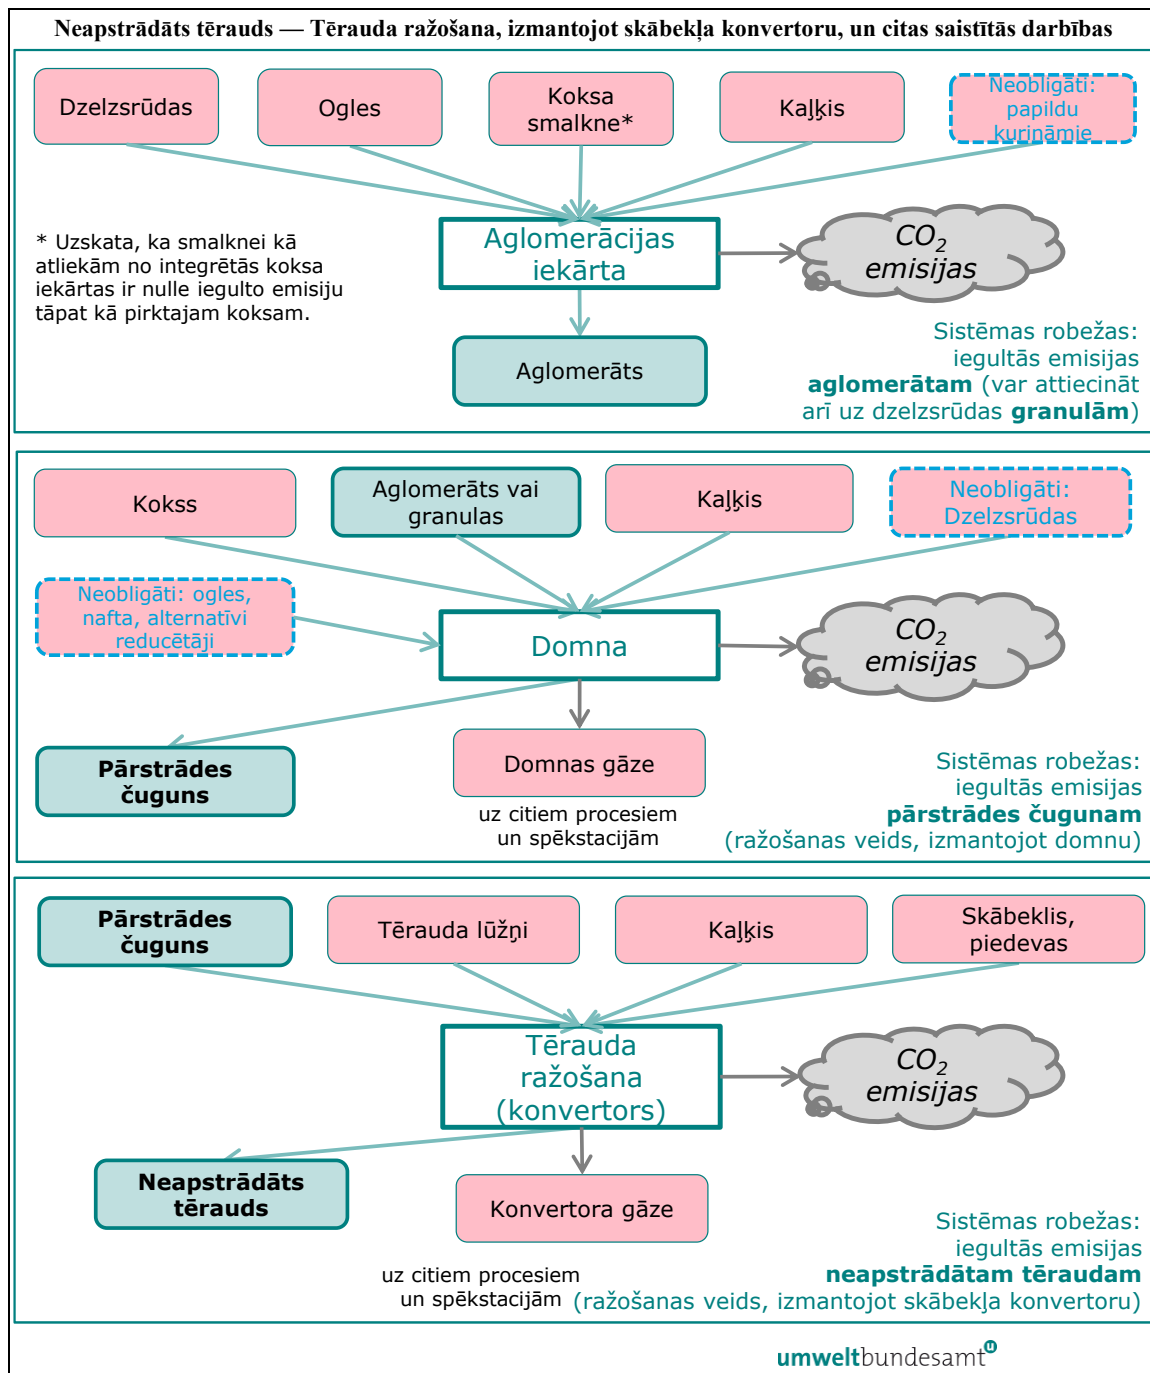 Neapstrādāts tērauds — Tērauda ražošana, izmantojot skābekļa konvertoru, un citas saistītās darbības
Dzelzsrūdas
Ogles
Koksa
smalkne*
Kaļķis
Neobligāti:
papildu
kurināmie
* Uzskata, ka smalknei kā
atliekām no integrētās koksa
iekārtas ir nulle iegulto emisiju
tāpat kā pirktajam koksam.
Aglomerācijas
iekārta
CO2
emisijas
Aglomerāts
Sistēmas robežas:
iegultās emisijas
aglomerātam (var attiecināt
arī uz dzelzsrūdas granulām)
Kokss
Aglomerāts vai
granulas
Kaļķis
Neobligāti:
Dzelzsrūdas
Neobligāti: ogles,
nafta, alternatīvi
reducētāji
Domna
CO2
emisijas
Pārstrādes
čuguns
Domnas gāze
uz citiem procesiem
un spēkstacijām
Sistēmas robežas:
iegultās emisijas
pārstrādes čugunam
(ražošanas veids, izmantojot domnu)
Pārstrādes
čuguns
Tērauda lūžņi
Kaļķis
Skābeklis,
piedevas
Tērauda
ražošana
(konvertors)
CO2
emisijas
Neapstrādāts
tērauds
Konvertora gāze
uz citiem procesiem
un spēkstacijām
Sistēmas robežas:
iegultās emisijas
neapstrādātam tēraudam
(ražošanas veids, izmantojot skābekļa konvertoru)
umweltbundesamt u